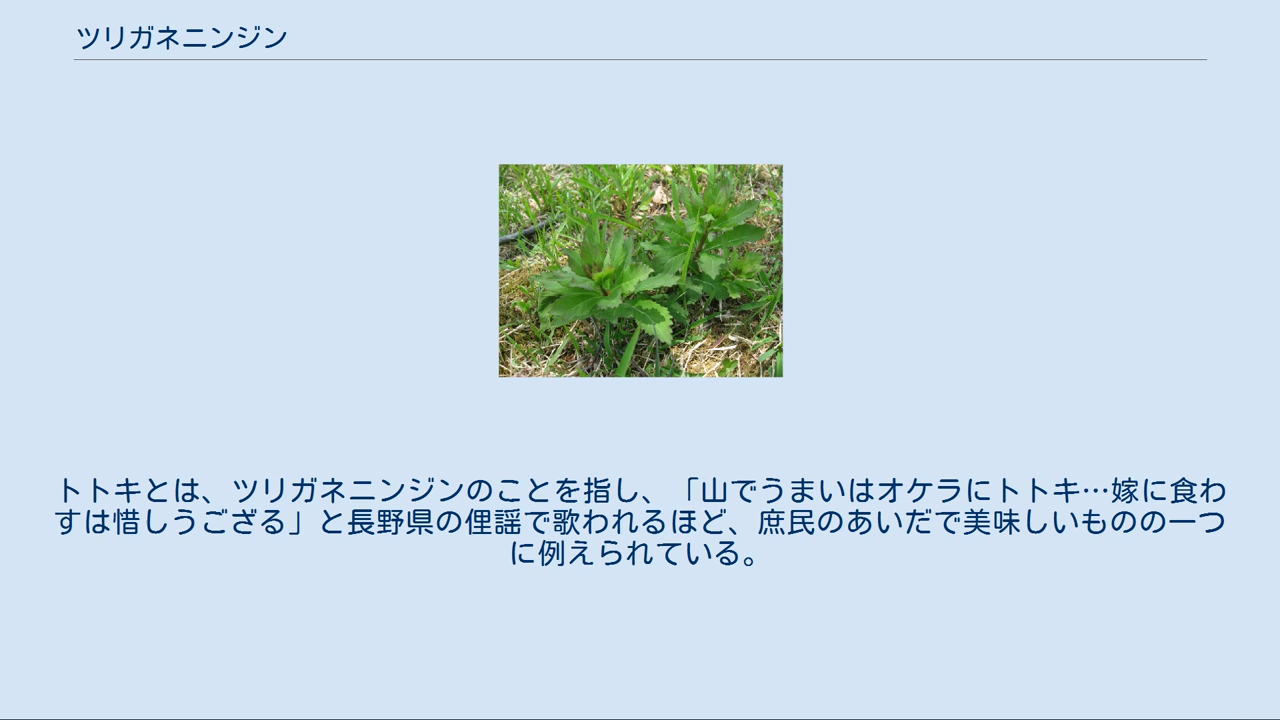 ツリガネニンジン
トトキとは、ツリガネニンジンのことを指し、「山でうまいはオケラにトトキ…嫁に食わ
すは惜しうござる」と長野県の俚謡で歌われるほど、庶民のあいだで美味しいものの一つ
に例えられている。